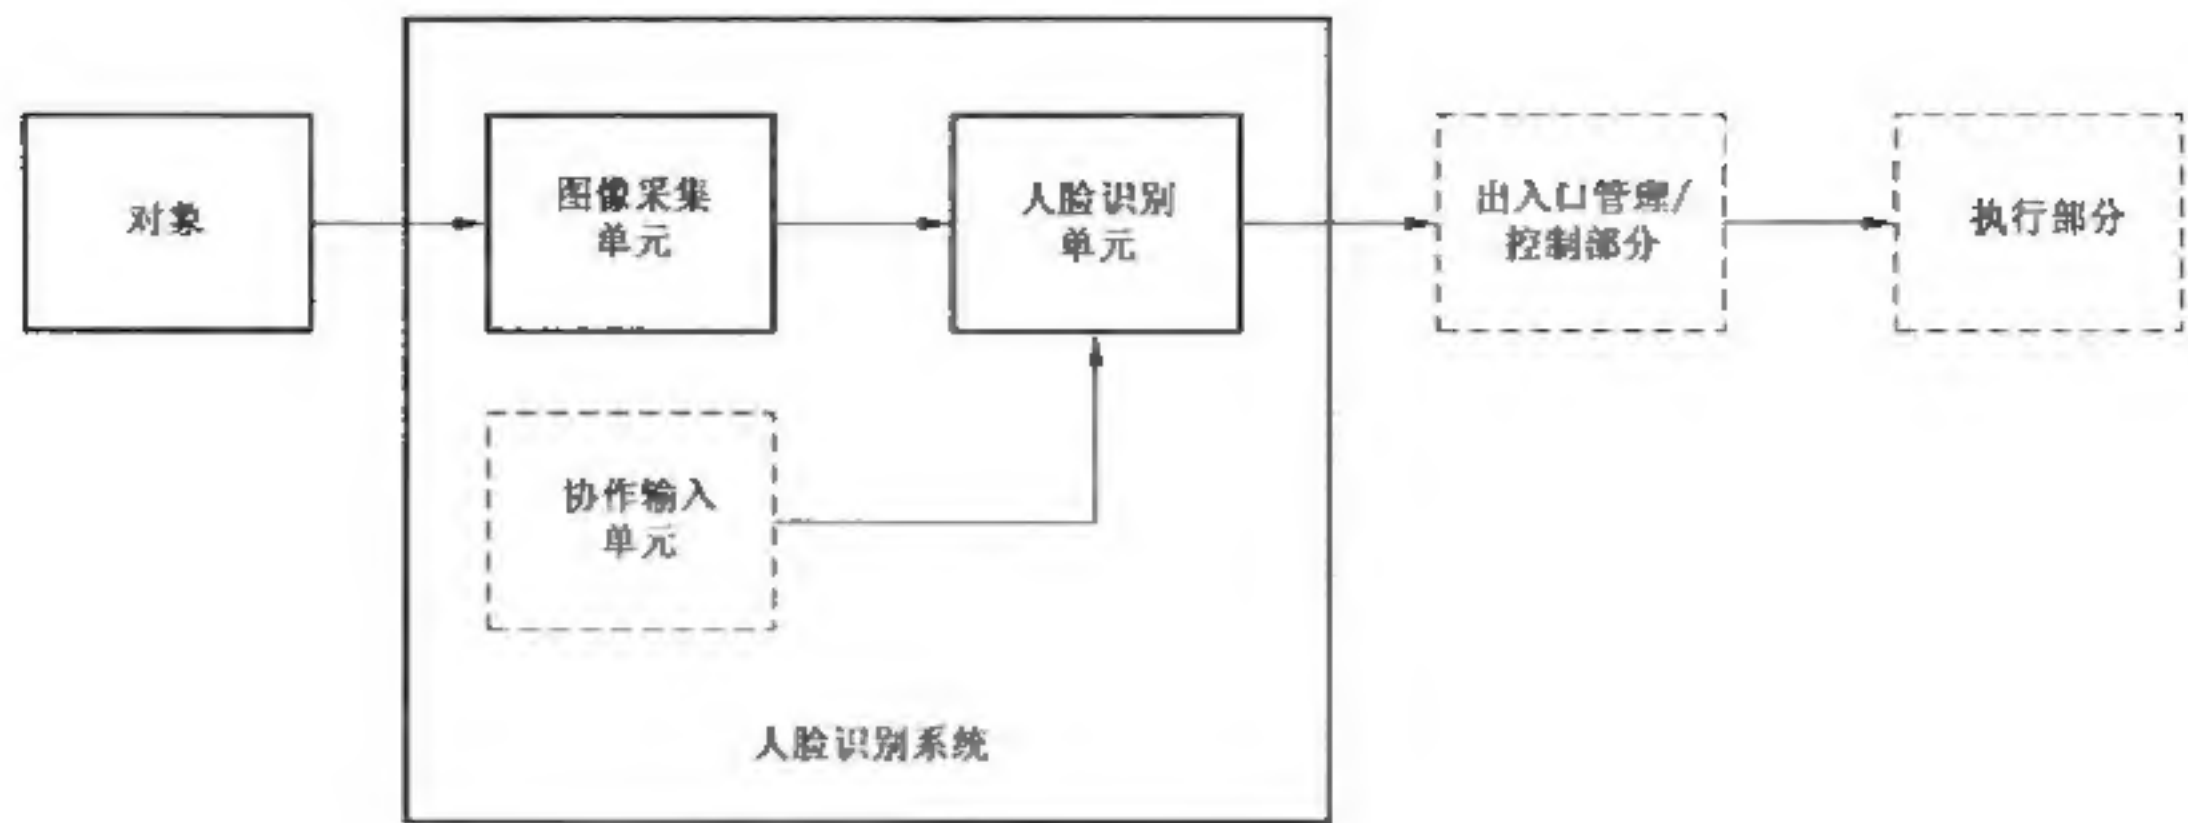 对象
图像采集
单元
人脸识别
单元
出入口管理/
控制部分
执行部分
协作输入
单元
人脸识别系统